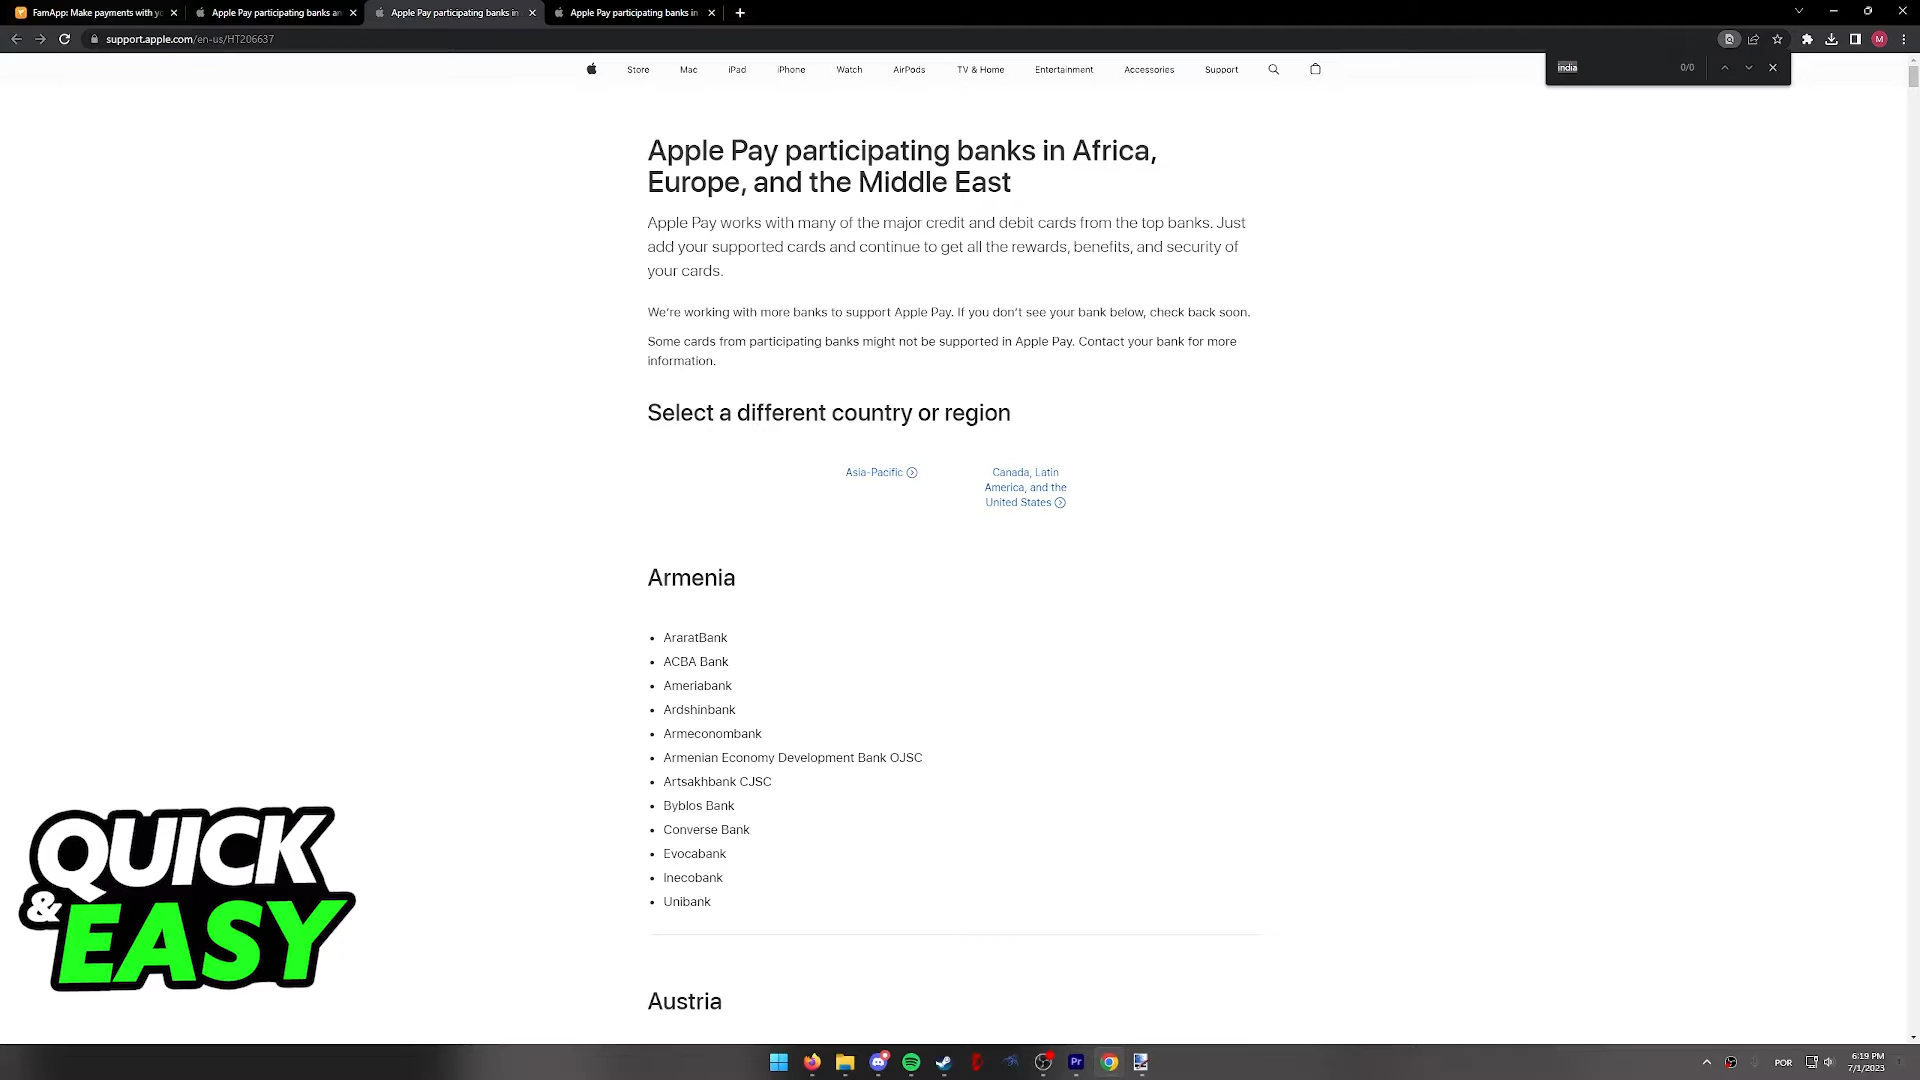 FamApp: Make payments with yo
Apple Pay participating banks an
Apple Pay participating banks in
Apple Pay participating banks in
support.apple.com/en-us/HT206637
M
Store
Mac
iPad
iPhone
Watch
AirPods
TV & Home
Entertainment
Accessories
Support
india
0/0
Apple Pay participating banks in Africa,
Europe, and the Middle East
Apple Pay works with many of the major credit and debit cards from the top banks. Just
add your supported cards and continue to get all the rewards, benefits, and security of
your cards.
We're working with more banks to support Apple Pay. If you don't see your bank below, check back soon.
Some cards from participating banks might not be supported in Apple Pay. Contact your bank for more
information.
Select a different country or region
Asia-Pacific
Canada, Latin
America, and the
United States
Armenia
AraratBank
ACBA Bank
Ameriabank
Ardshinbank
Armeconombank
Armenian Economy Development Bank OJSC
Artsakhbank CJSC
Byblos Bank
Converse Bank
Evocabank
Inecobank
Unibank
Austria
QUICK
& EASY
Pr
POR
6:19 PM
7/1/2023